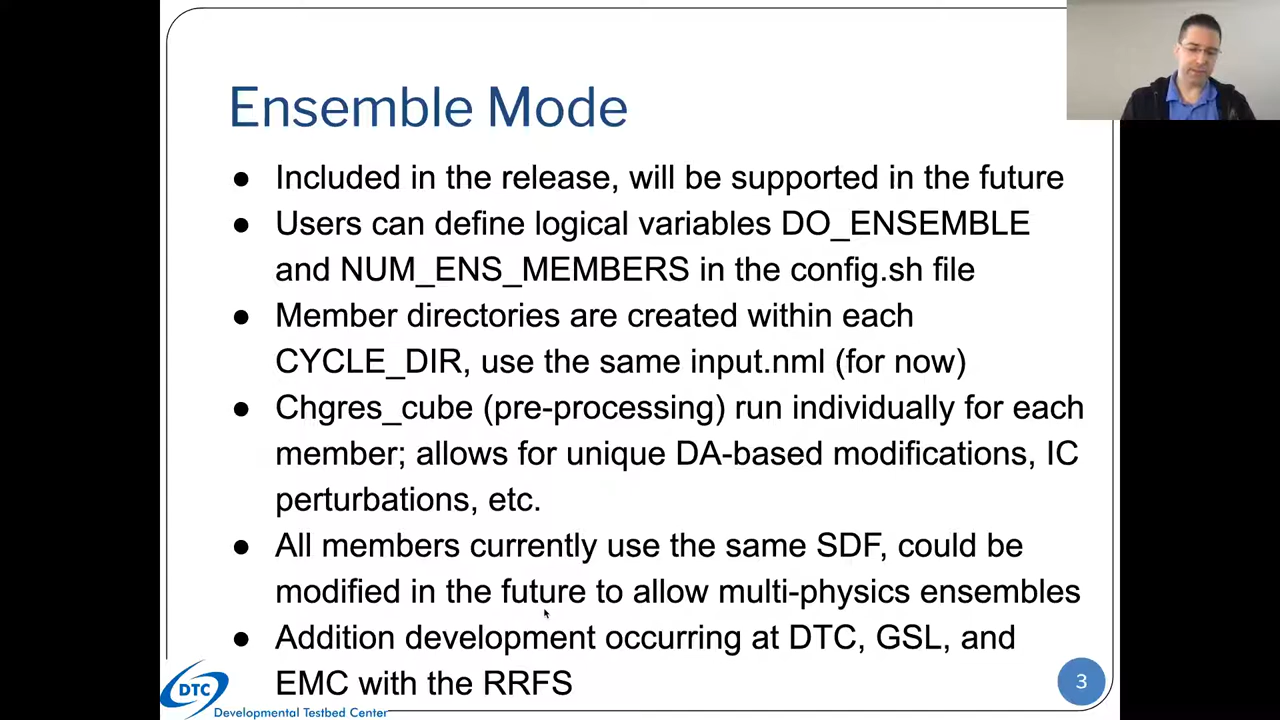 Ensemble Mode
● Included in the release, will be supported in the future
● Users can define logical variables DO_ENSEMBLE
and NUM_ENS_MEMBERS in the config.sh file
● Member directories are created within each
CYCLE_DIR, use the same input.nml (for now)
● Chgres_cube (pre-processing) run individually for each
member; allows for unique DA-based modifications, IC
perturbations, etc.
● All members currently use the same SDF, could be
modified in the future to allow multi-physics ensembles
● Addition development occurring at DTC, GSL, and
EMC with the RRFS
3
DTC
Developmental Testbed Center